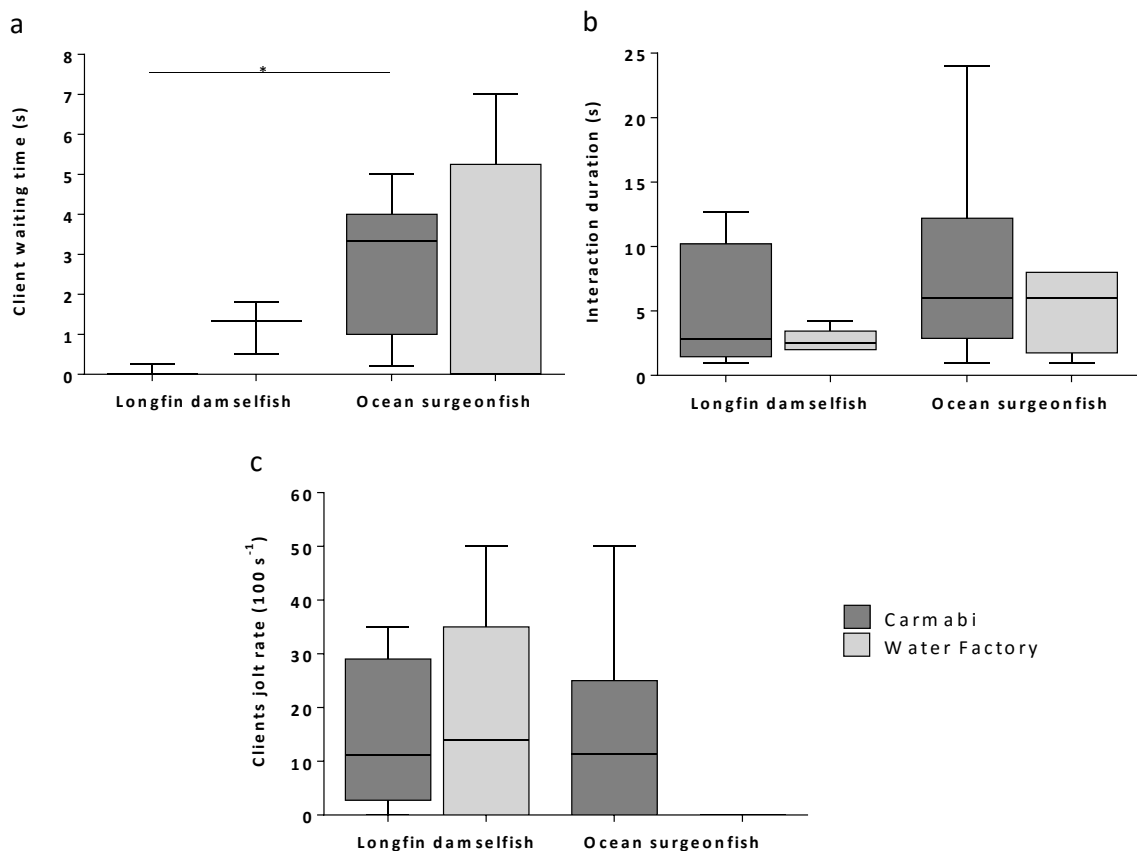 a
Client waiting time (s)
8
7
6
5
4
3
2
1
0
*
Longfin damselfish
Ocean surgeonfish
b
Interaction duration (s)
25
20
15
10
5
0
Longfin damselfish
Ocean surgeonfish
c
Clients jolt rate (100 s⁻¹)
60
50
40
30
20
10
0
Longfin damselfish
Ocean surgeonfish
Carmabi
Water Factory